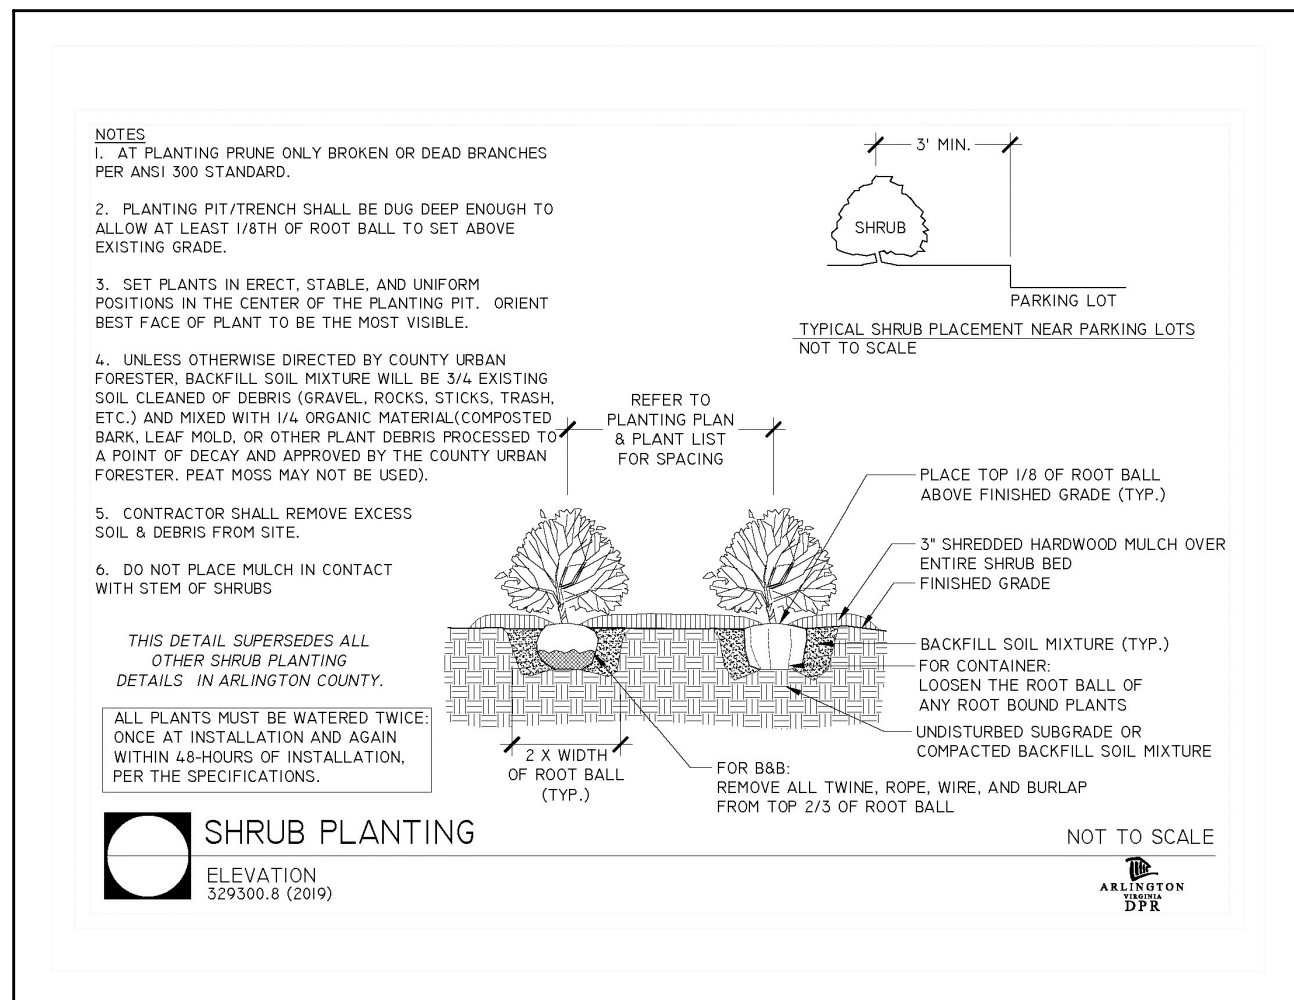 NOTES
1. AT PLANTING PRUNE ONLY BROKEN OR DEAD BRANCHES
PER ANSI 300 STANDARD.
2. PLANTING PIT/TRENCH SHALL BE DUG DEEP ENOUGH TO
ALLOW AT LEAST 1/8TH OF ROOT BALL TO SET ABOVE
EXISTING GRADE.
3. SET PLANTS IN ERECT, STABLE, AND UNIFORM
POSITIONS IN THE CENTER OF THE PLANTING PIT. ORIENT
BEST FACE OF PLANT TO BE THE MOST VISIBLE.
4. UNLESS OTHERWISE DIRECTED BY COUNTY URBAN
FORESTER, BACKFILL SOIL MIXTURE WILL BE 3/4 EXISTING
SOIL CLEANED OF DEBRIS (GRAVEL, ROCKS, STICKS, TRASH,
ETC.) AND MIXED WITH 1/4 ORGANIC MATERIAL(COMPOSTED
BARK, LEAF MOLD, OR OTHER PLANT DEBRIS PROCESSED TO
A POINT OF DECAY AND APPROVED BY THE COUNTY URBAN
FORESTER. PEAT MOSS MAY NOT BE USED).
5. CONTRACTOR SHALL REMOVE EXCESS
SOIL & DEBRIS FROM SITE.
6. DO NOT PLACE MULCH IN CONTACT
WITH STEM OF SHRUBS
THIS DETAIL SUPERSEDES ALL
OTHER SHRUB PLANTING
DETAILS IN ARLINGTON COUNTY.
ALL PLANTS MUST BE WATERED TWICE:
ONCE AT INSTALLATION AND AGAIN
WITHIN 48-HOURS OF INSTALLATION,
PER THE SPECIFICATIONS.
3' MIN.
SHRUB
PARKING LOT
TYPICAL SHRUB PLACEMENT NEAR PARKING LOTS
NOT TO SCALE
REFER TO
PLANTING PLAN
& PLANT LIST
FOR SPACING
PLACE TOP 1/8 OF ROOT BALL
ABOVE FINISHED GRADE (TYP.)
3" SHREDDED HARDWOOD MULCH OVER
ENTIRE SHRUB BED
FINISHED GRADE
BACKFILL SOIL MIXTURE (TYP.)
FOR CONTAINER:
LOOSEN THE ROOT BALL OF
ANY ROOT BOUND PLANTS
UNDISTURBED SUBGRADE OR
COMPACTED BACKFILL SOIL MIXTURE
2 X WIDTH
OF ROOT BALL
(TYP.)
FOR B&B:
REMOVE ALL TWINE, ROPE, WIRE, AND BURLAP
FROM TOP 2/3 OF ROOT BALL
SHRUB PLANTING
NOT TO SCALE
ELEVATION
329300.8 (2019)
ARLINGTON
VIRGINIA
DPR